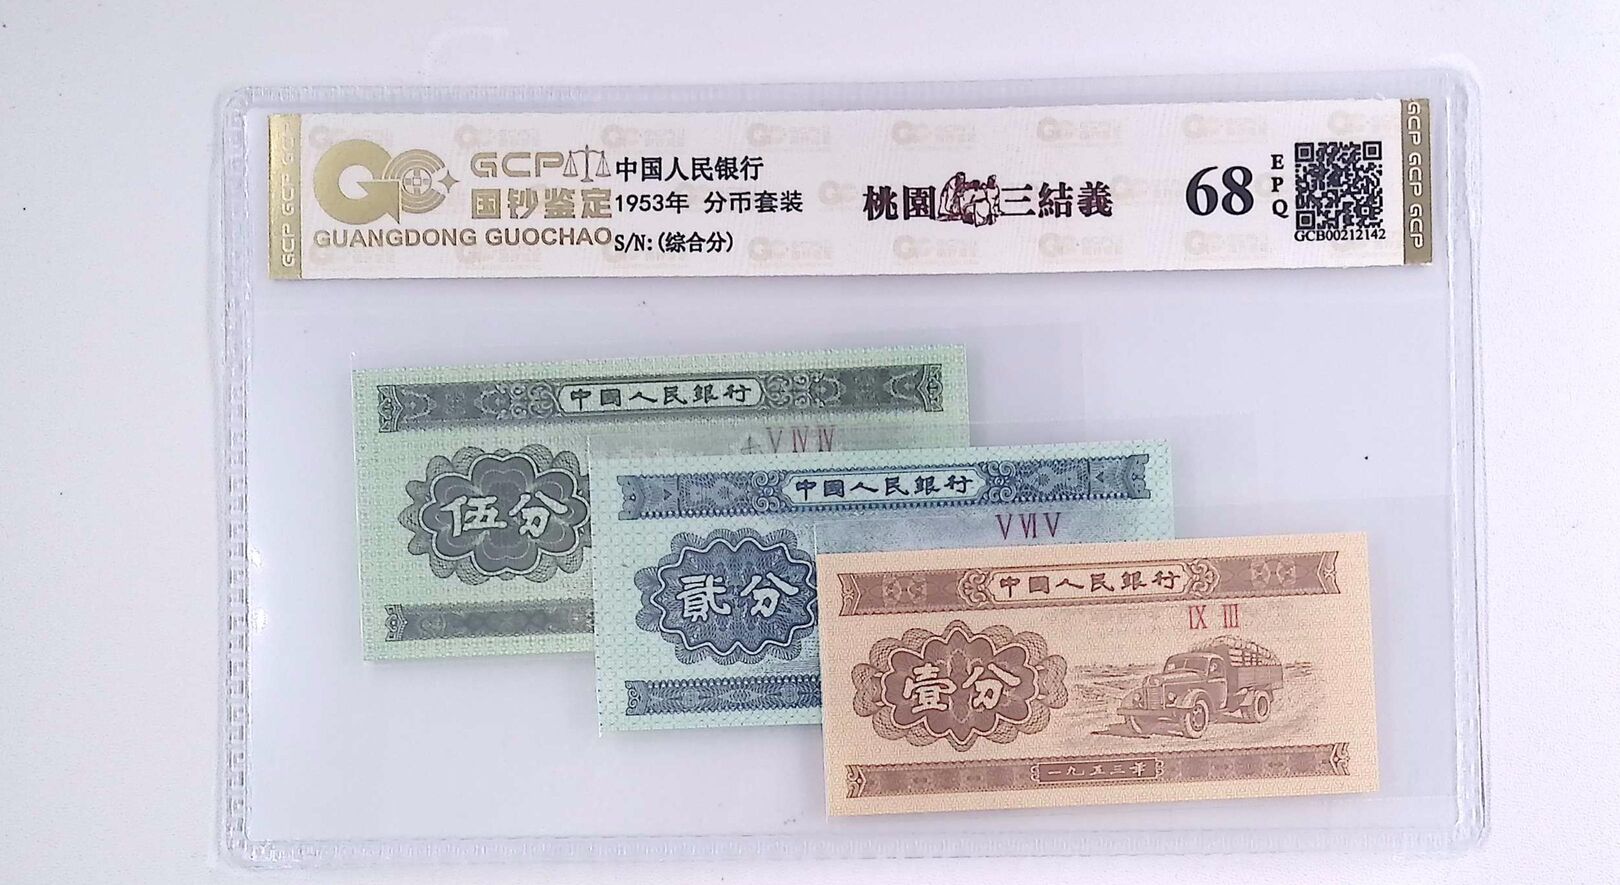 GCP GCP GCP
GCP
国钞鉴定
GUANGDONG GUOCHAO
中国人民银行
1953年 分币套装
S/N:(综合分)
桃園三結義
68
EPQ
GCB00212142
GCP GCP GCP
中国人民銀行
V IV IV
伍分
中国人民銀行
V VI V
貳分
中国人民銀行
IX III
壹分
一九五三年